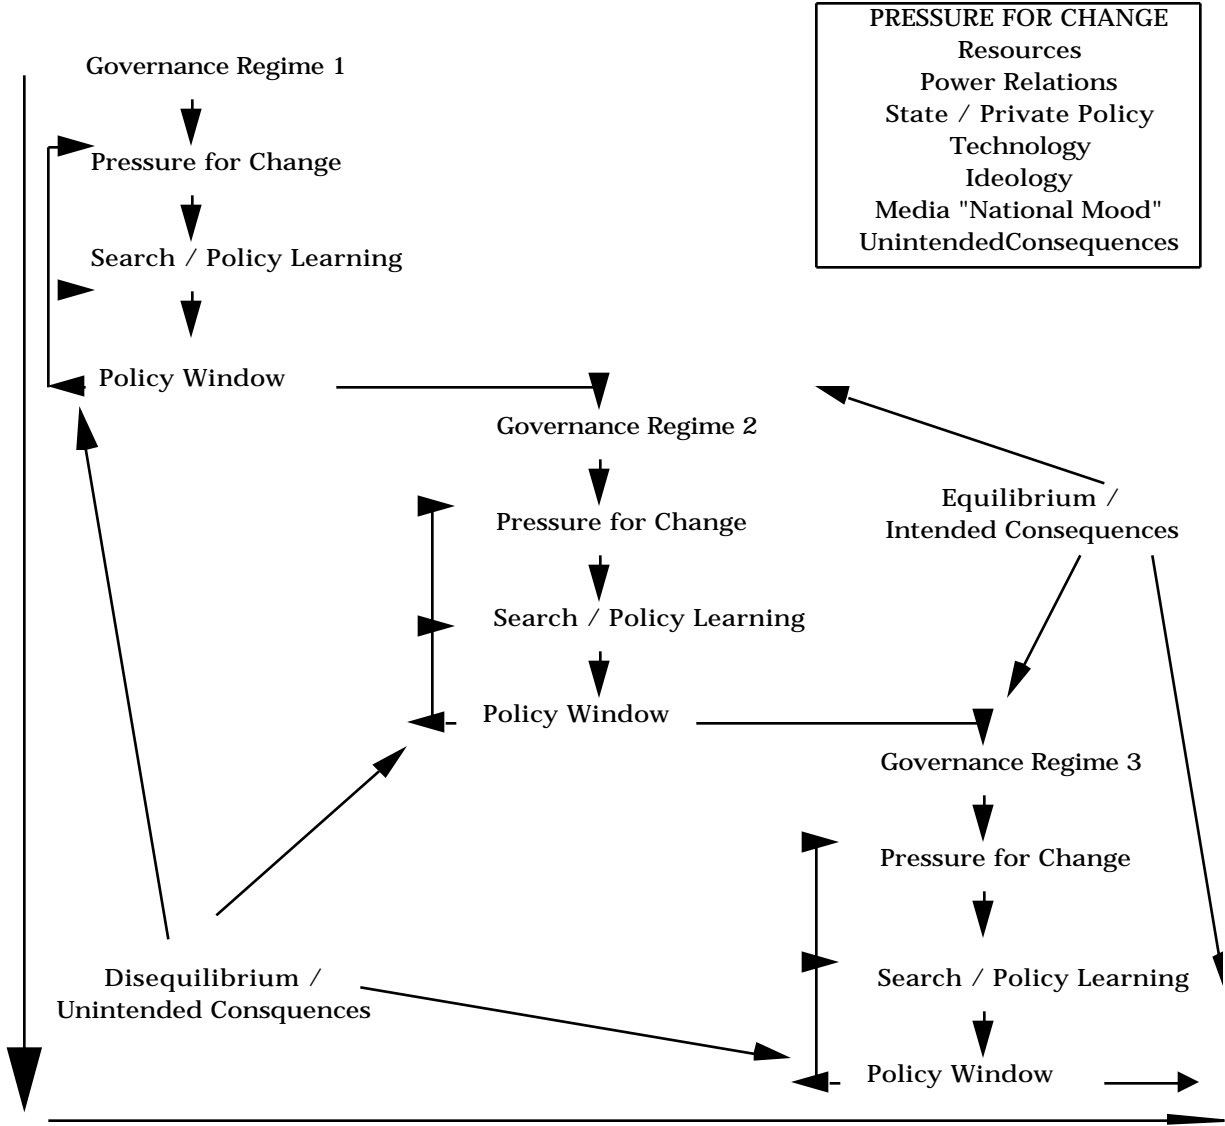 PRESSURE FOR CHANGE
Resources
Power Relations
State / Private Policy
Technology
Ideology
Media "National Mood"
UnintendedConsequences
Governance Regime 1
Pressure for Change
Search / Policy Learning
Policy Window
Governance Regime 2
Pressure for Change
Search / Policy Learning
Policy Window
Equilibrium /
Intended Consequences
Governance Regime 3
Pressure for Change
Search / Policy Learning
Policy Window
Disequilibrium /
Unintended Consquences